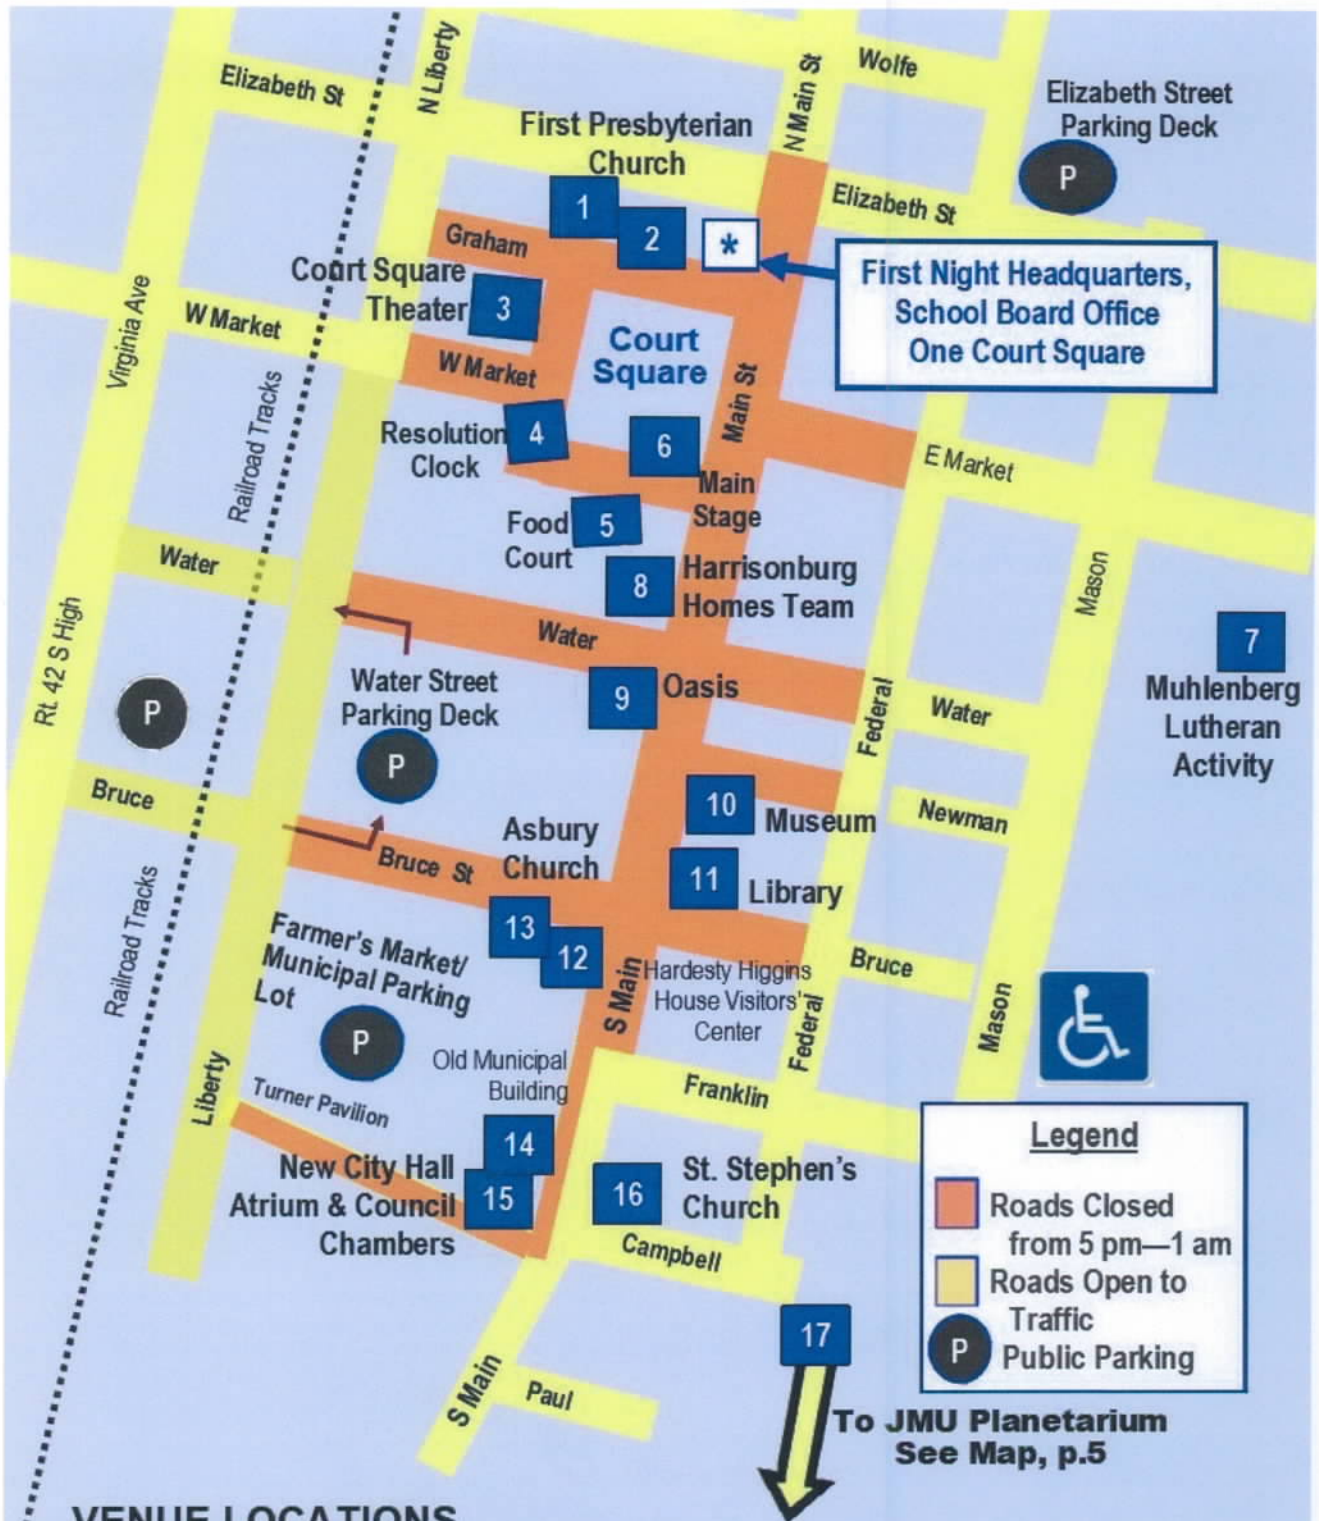 Wolfe
N Main St
N Liberty
Elizabeth St
Elizabeth Street
Parking Deck
P
First Presbyterian
Church
1
2
*
Elizabeth St
Graham
Court Square
Theater
3
First Night Headquarters,
School Board Office
One Court Square
Virginia Ave
W Market
W Market
Court
Square
Main St
Railroad Tracks
Resolution
Clock
4
6
Main
Stage
E Market
Food
Court
5
8
Harrisonburg
Homes Team
Water
Water
Mason
7
Muhlenberg
Lutheran
Activity
Rt. 42 S High
P
Water Street
Parking Deck
P
9
Oasis
Federal
Water
Bruce
10
Museum
Newman
Asbury
Church
Bruce St
11
Library
13
12
Railroad Tracks
Farmer's Market/
Municipal Parking
Lot
P
S Main
Hardesty Higgins
House Visitors'
Center
Bruce
Federal
Mason
Old Municipal
Building
Liberty
Turner Pavilion
Franklin
14
New City Hall
Atrium & Council
Chambers
15
16
St. Stephen's
Church
Campbell
Legend
Roads Closed
from 5 pm—1 am
Roads Open to
Traffic
P
Public Parking
17
S Main
Paul
To JMU Planetarium
See Map, p.5
VENUE LOCATIONS